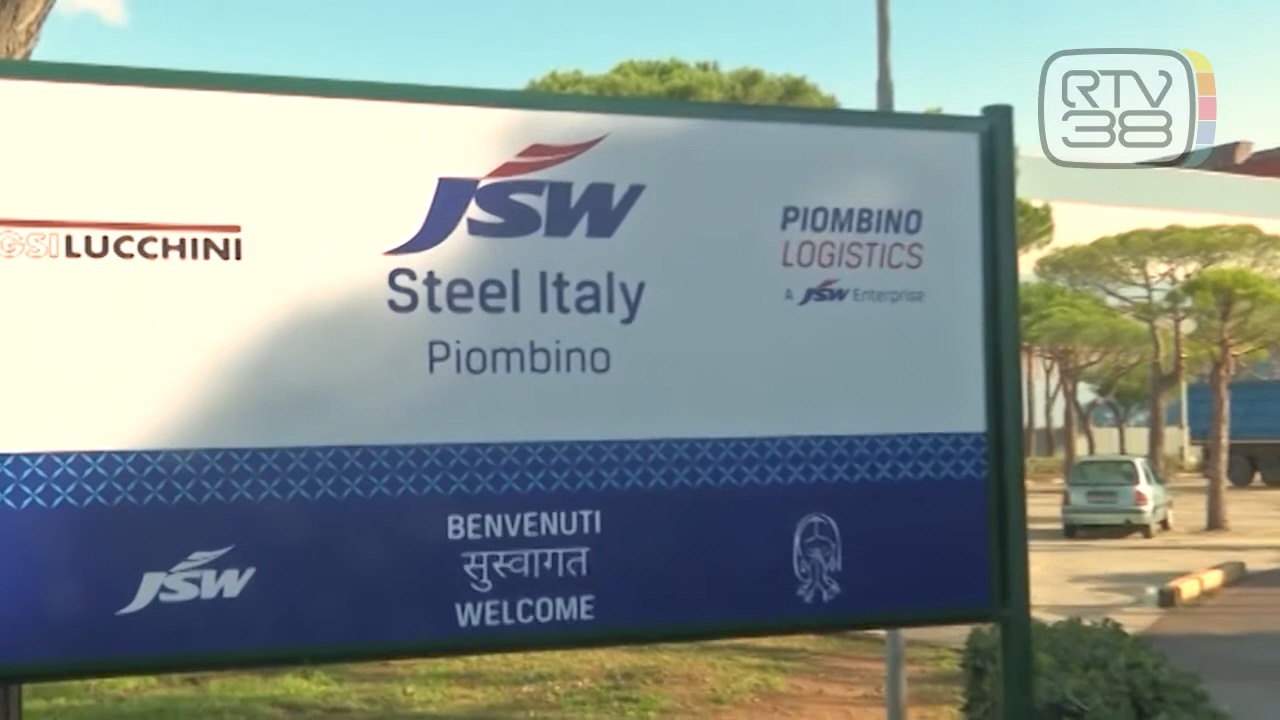 RTV
38
GSI LUCCHINI
JSW
Steel Italy
Piombino
PIOMBINO
LOGISTICS
A JSW Enterprise
JSW
BENVENUTI
सुस्वागत
WELCOME